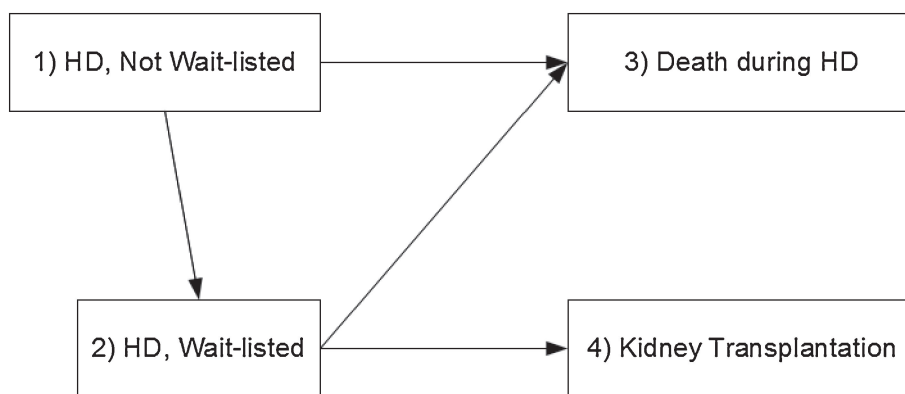 1) HD, Not Wait-listed
3) Death during HD
2) HD, Wait-listed
4) Kidney Transplantation